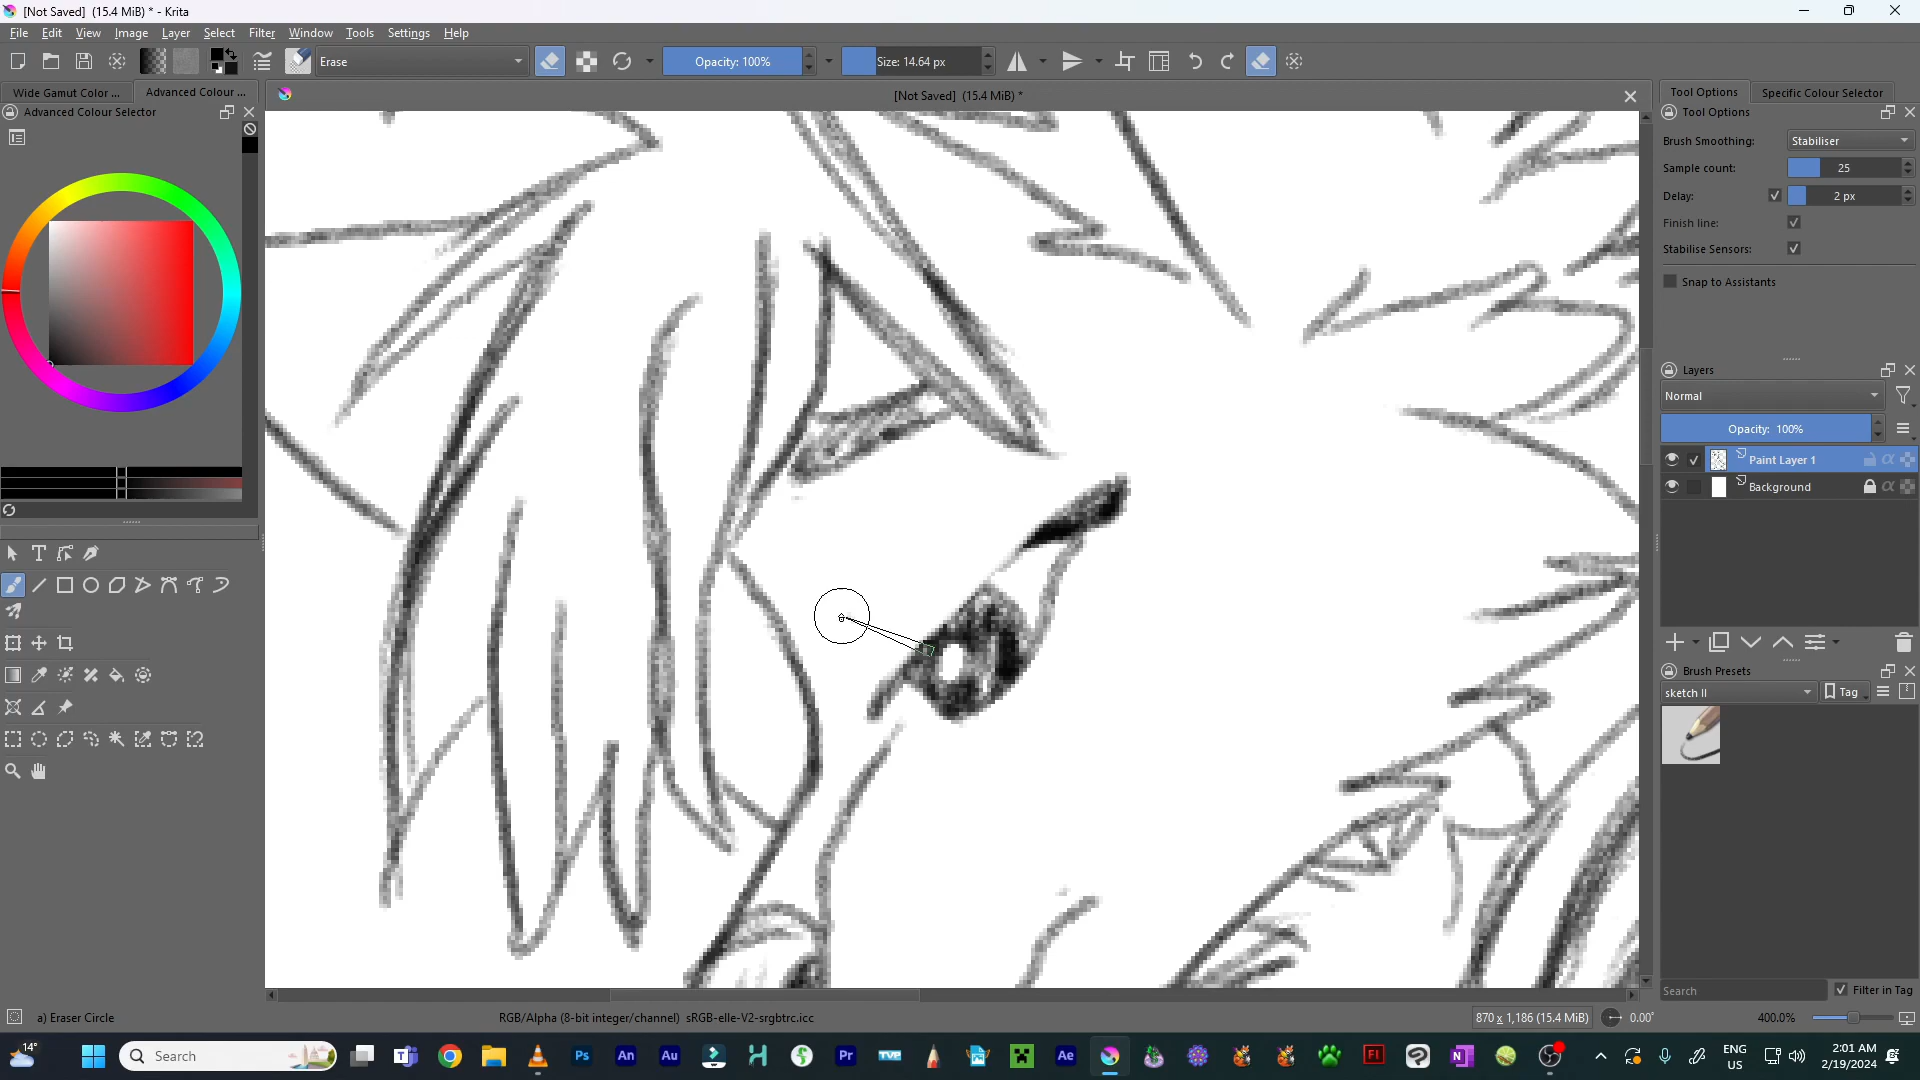 [Not Saved]  (15.4 MiB) * - Krita
File Edit View Image Layer Select Filter Tools Settings Window Help
Erase
Opacity: 100%
Size: 14.64 px
Wide Gamut Color ...
Advanced Colour ...
[Not Saved]  (15.4 MiB) *
Tool Options
Specific Colour Selector
Advanced Colour Selector
Tool Options
Brush Smoothing: Stabiliser
Sample count: 25
Delay: 2 px
Finish line:
Stabilise Sensors:
Snap to Assistants
Layers
Normal
Opacity:  100%
Paint Layer 1
Background
Brush Presets
sketch II
Tag
Search
Filter in Tag
a) Eraser Circle
RGB/Alpha (8-bit integer/channel)  sRGB-elle-V2-srgbtrc.icc
870 x 1,186 (15.4 MiB)
0.00°
400.0%
14°
Search
Ps
An
Au
Pr
TVP
Ae
Fl
N
ENG
US
2:01 AM
2/19/2024